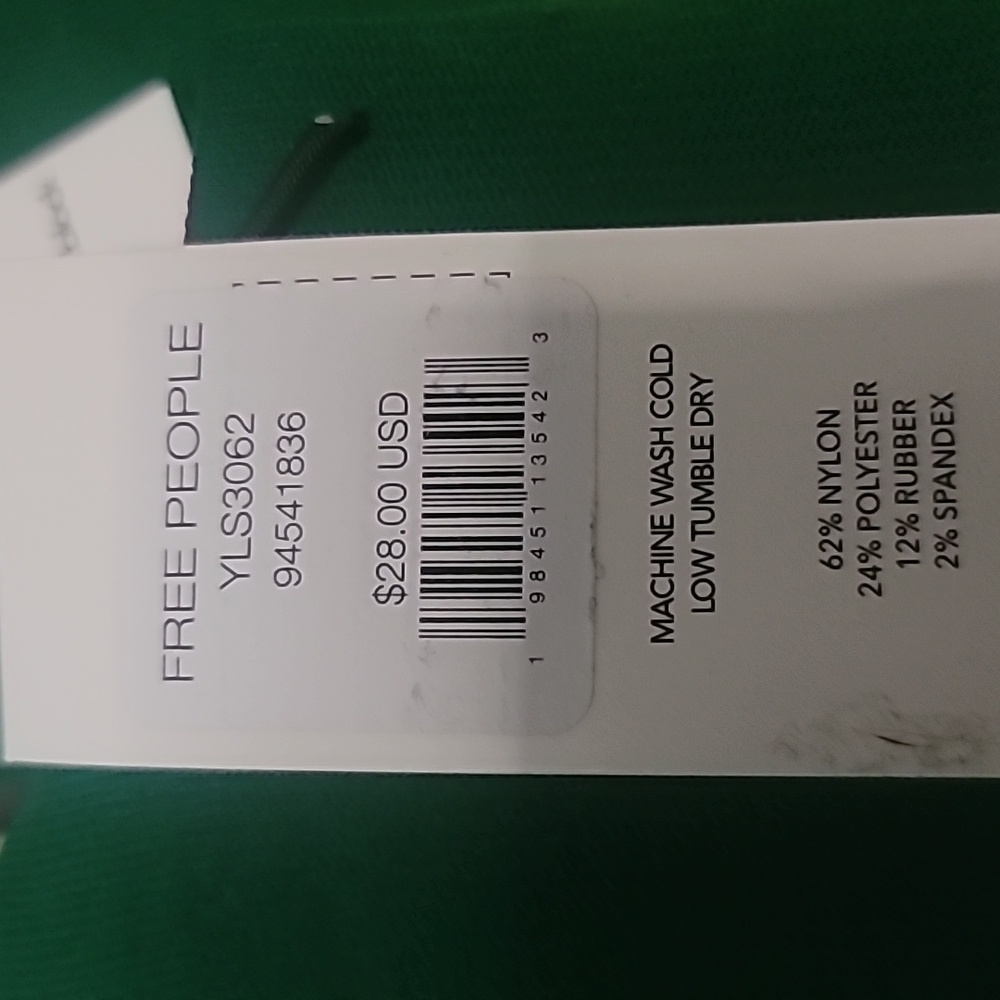 FREE PEOPLE
YLS3062
94541836
$28.00 USD
1 98451 13542 3
MACHINE WASH COLD
LOW TUMBLE DRY
62% NYLON
24% POLYESTER
12% RUBBER
2% SPANDEX